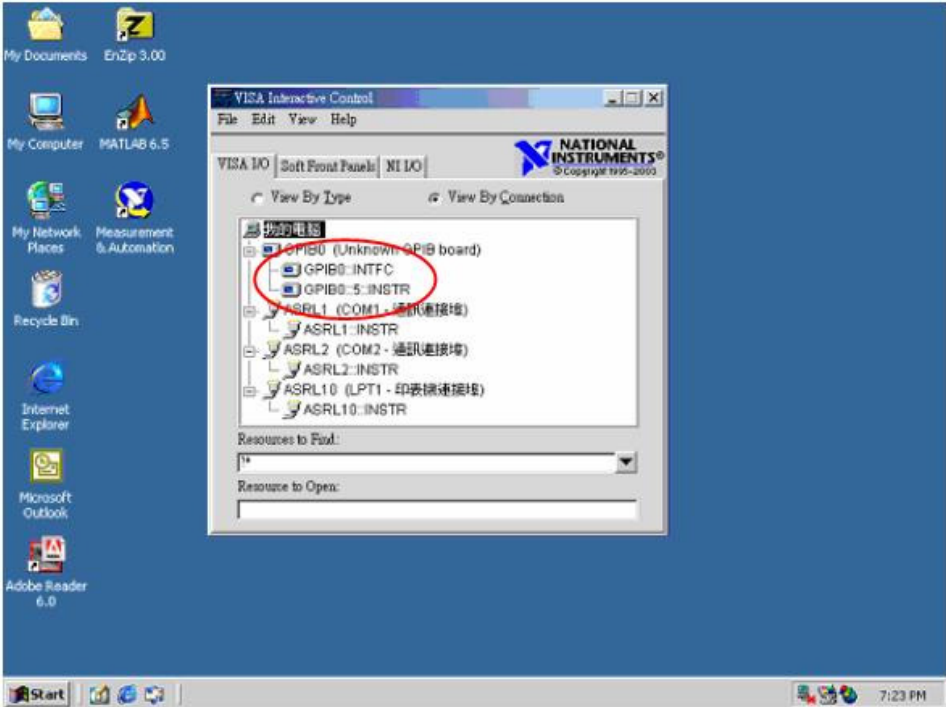 My Documents
EnZip 3.00
My Computer
MATLAB 6.5
My Network
Places
Measurement
& Automation
Recycle Bin
Internet
Explorer
Microsoft
Outlook
Adobe Reader
6.0
VISA Interactive Control
File Edit View Help
NATIONAL
INSTRUMENTS®
© Copyright 1995-2003
VISA I/O Soft Front Panels NI I/O
View By Type View By Connection
我的電腦
GPIB0 (Unknown GPIB board)
GPIB0::INTFC
GPIB0::5::INSTR
ASRL1 (COM1 - 通訊連接埠)
ASRL1::INSTR
ASRL2 (COM2 - 通訊連接埠)
ASRL2::INSTR
ASRL10 (LPT1 - 印表機連接埠)
ASRL10::INSTR
Resources to Find:
?*
Resource to Open:
Start
7:23 PM